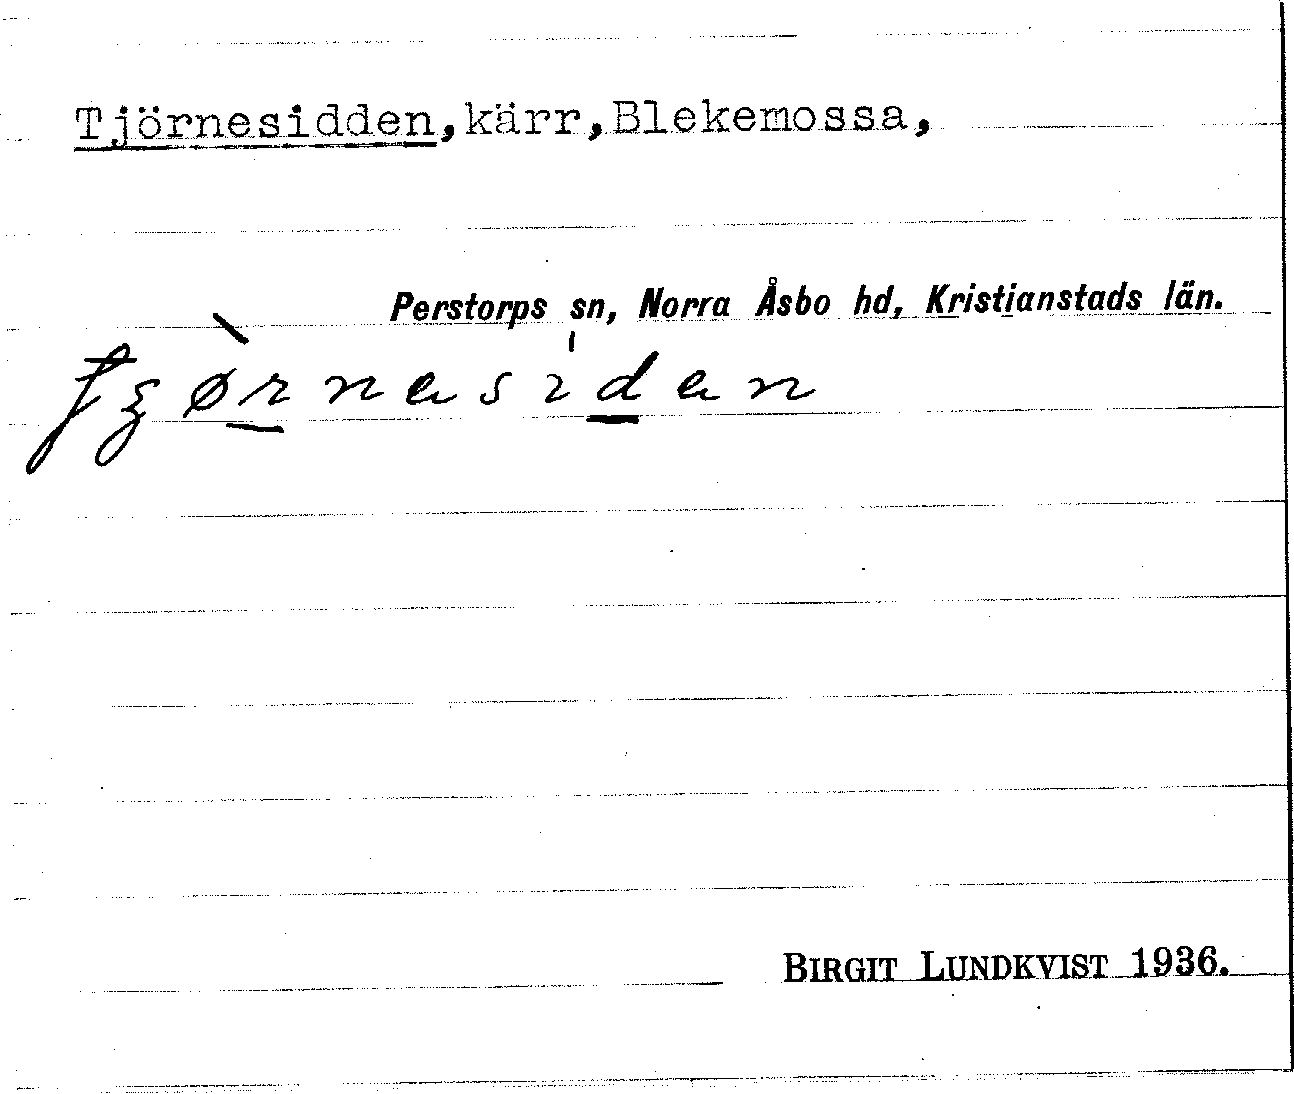 Tjörnesidden, kärr, Blekemossa,
Perstorps sn, Norra Åsbo hd, Kristianstads län.
BIRGIT LUNDKVIST 1936.